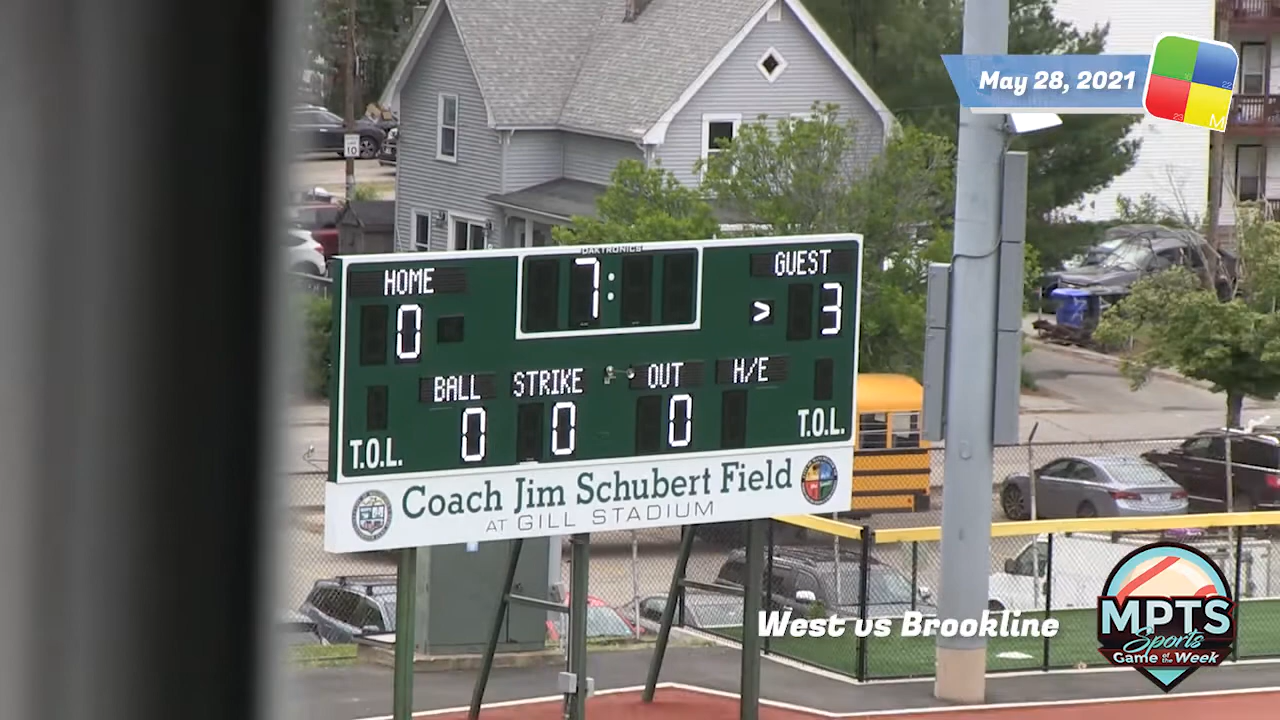 May 28, 2021
M
10
DAKTRONICS
HOME 7: GUEST
0 > 3
BALL STRIKE OUT H/E
0 0 0
T.O.L. T.O.L.
Coach Jim Schubert Field
AT GILL STADIUM
West vs Brookline
MPTS
Sports
Game of the Week